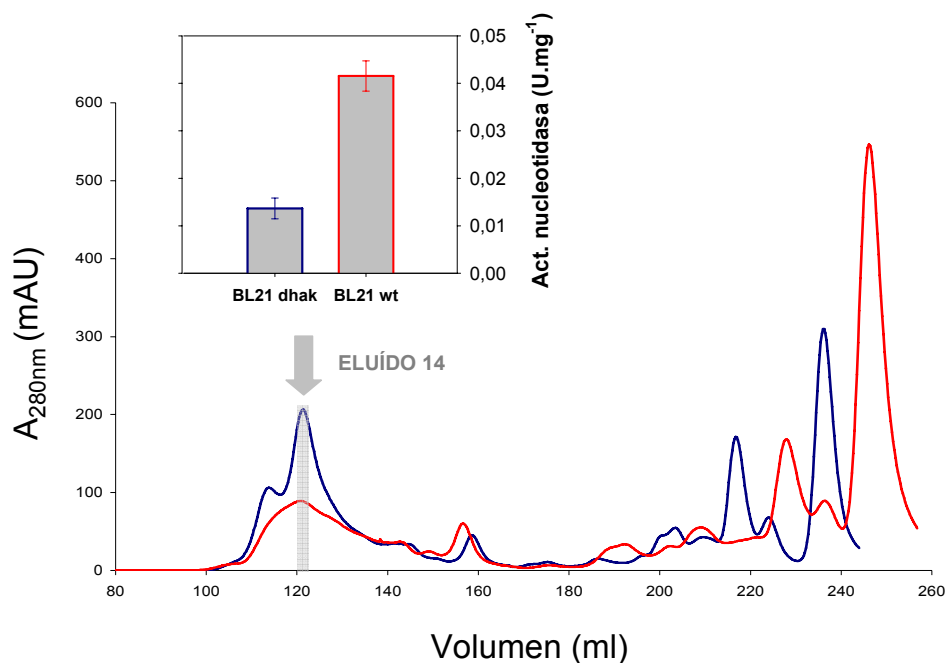 0,05
0,04
0,03
0,02
0,01
0,00
Act. nucleotidasa (U.mg⁻¹)
BL21 dhak BL21 wt
ELUÍDO 14
600
500
400
300
200
100
0
A280nm (mAU)
80 100 120 140 160 180 200 220 240 260
Volumen (ml)